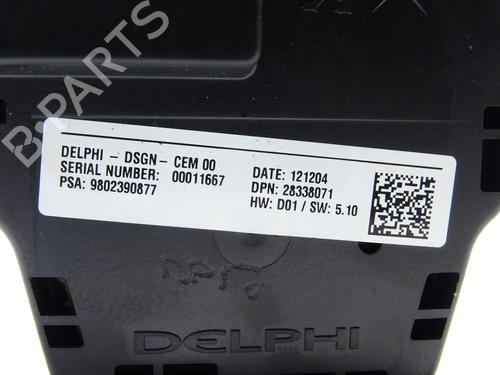 B-PARTS
DELPHI - DSGN - CEM 00
SERIAL NUMBER: 00011667
PSA: 9802390877
DATE: 121204
DPN: 28338071
HW: D01 / SW: 5.10
DELPHI